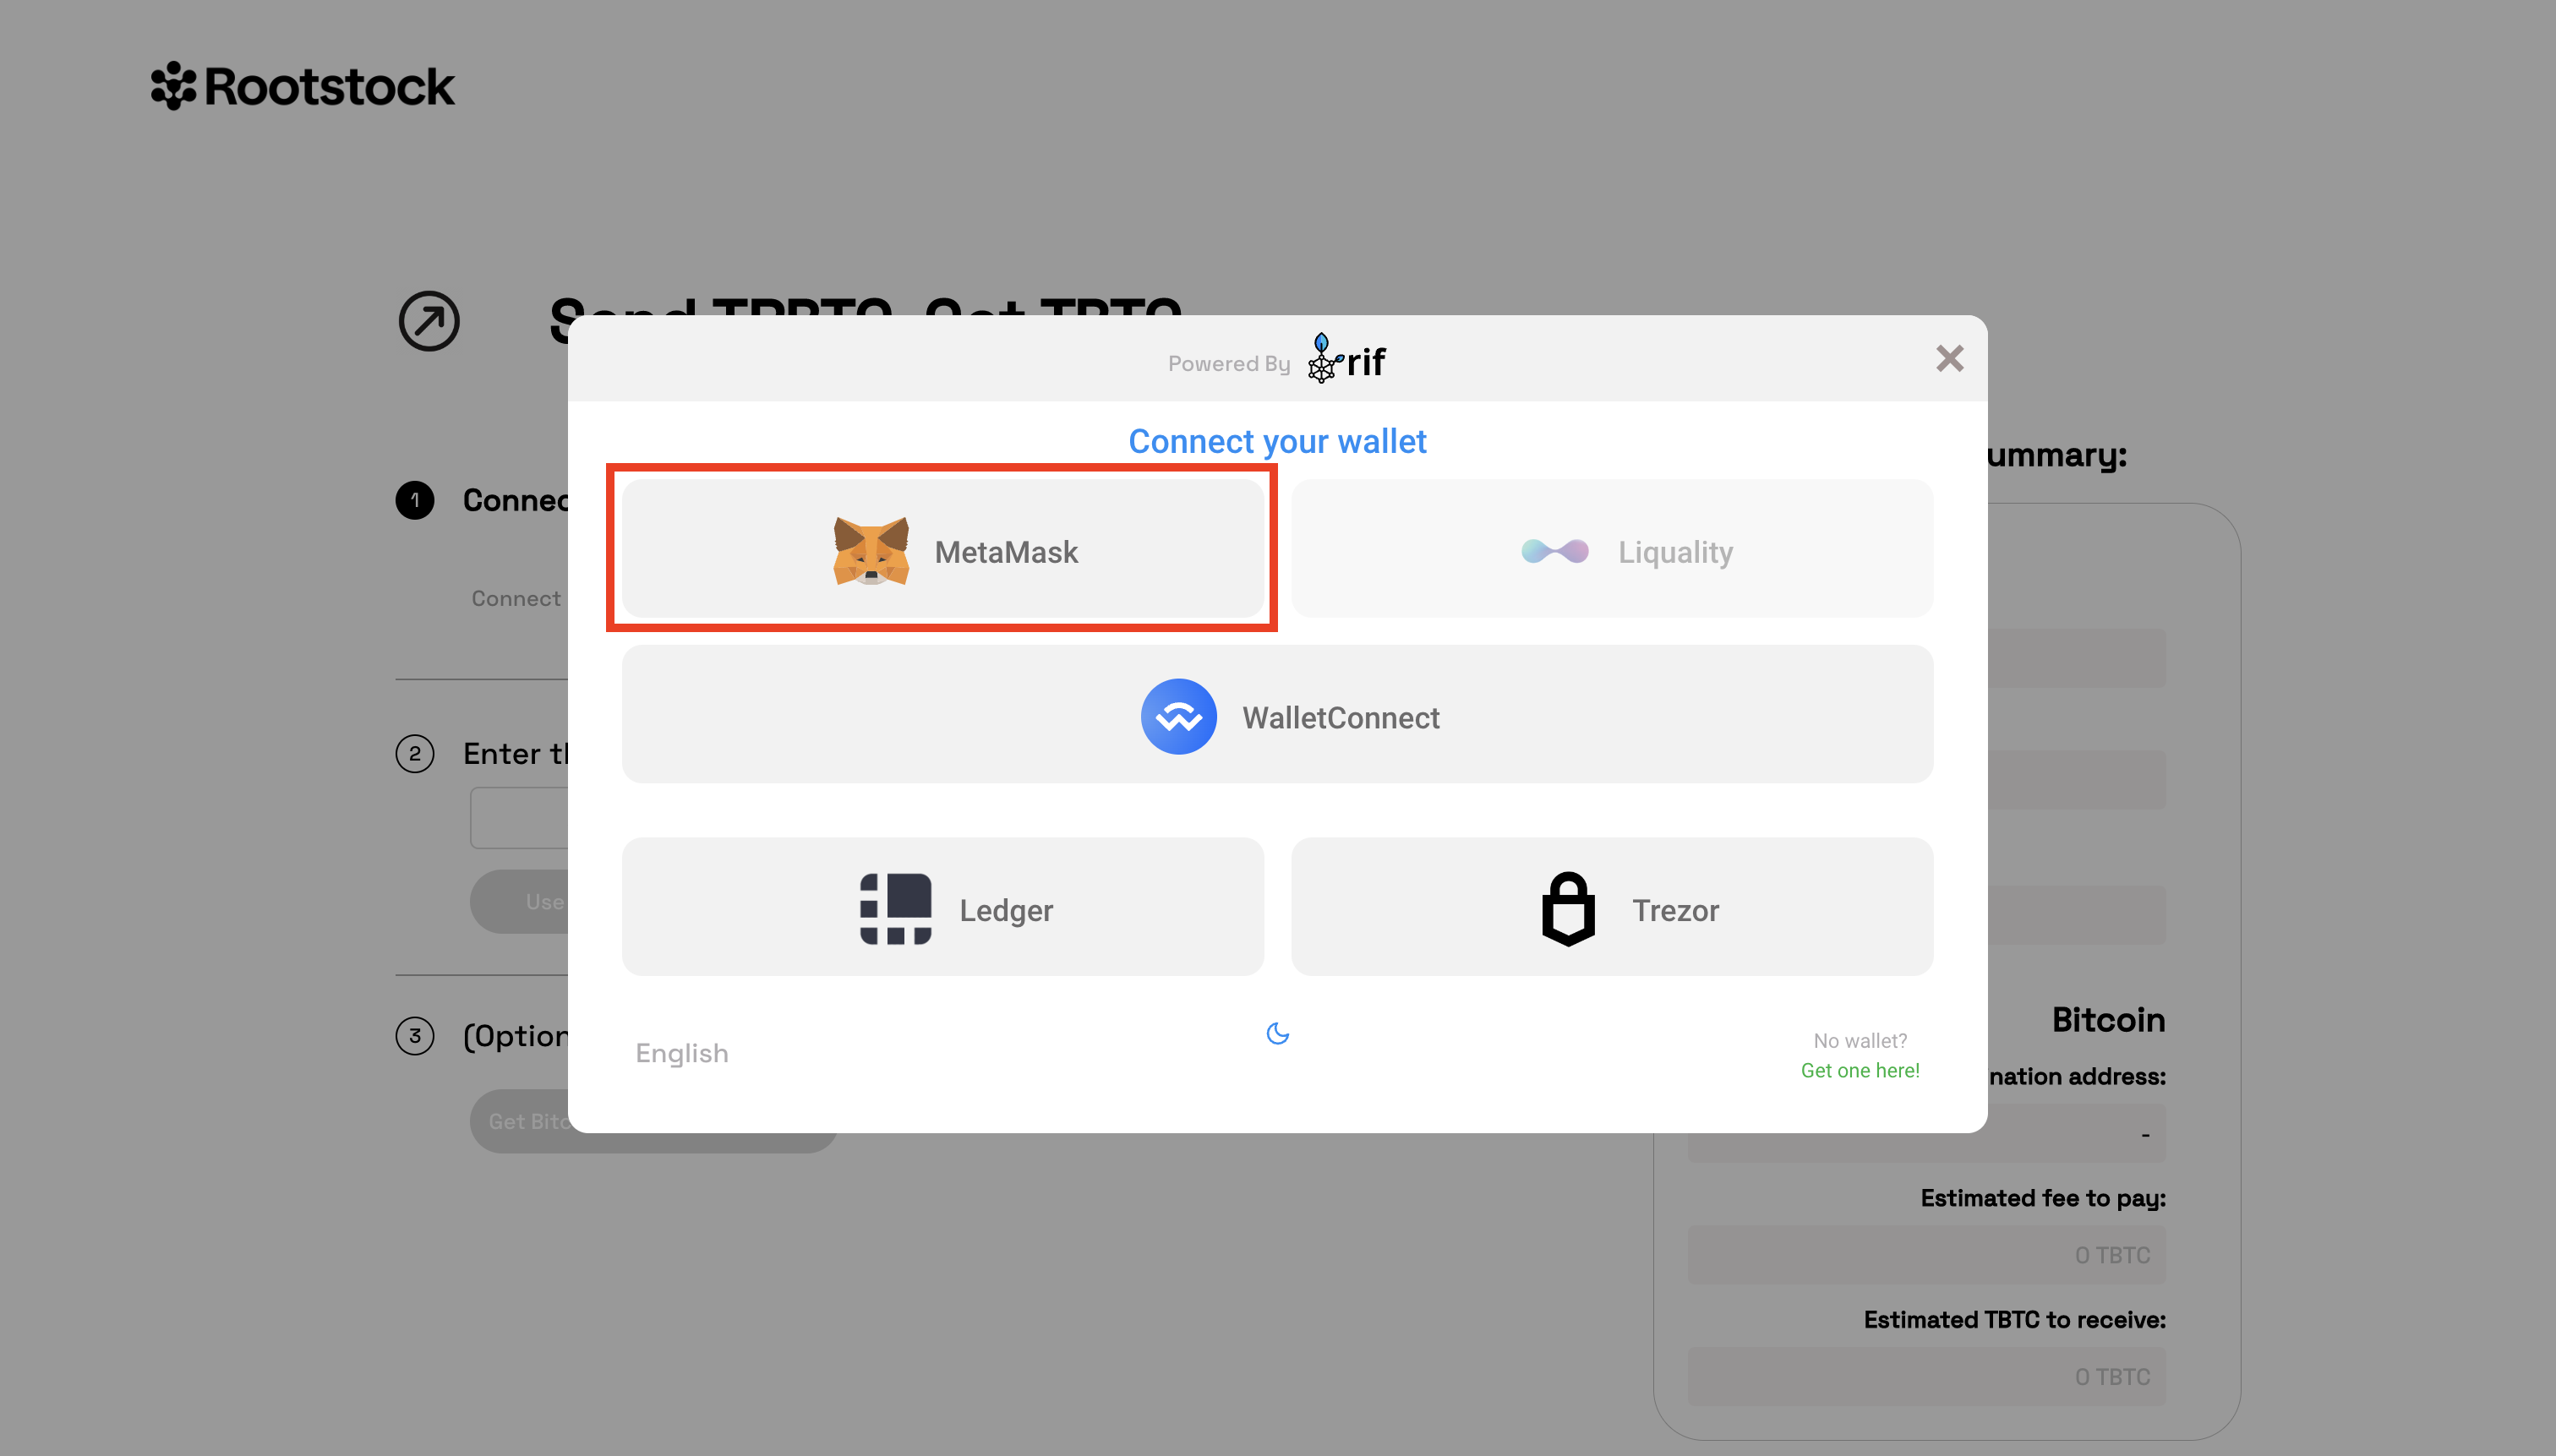 Rootstock
Send TRBTC. Get TBTC
Powered By rif
Connect your wallet
ummary:
1 Connec
MetaMask
Liquality
Connect
WalletConnect
2 Enter th
Use
Ledger
Trezor
Bitcoin
3 (Option
English
No wallet?
Get one here!
nation address:
Get Bitc
-
Estimated fee to pay:
0 TBTC
Estimated TBTC to receive:
0 TBTC